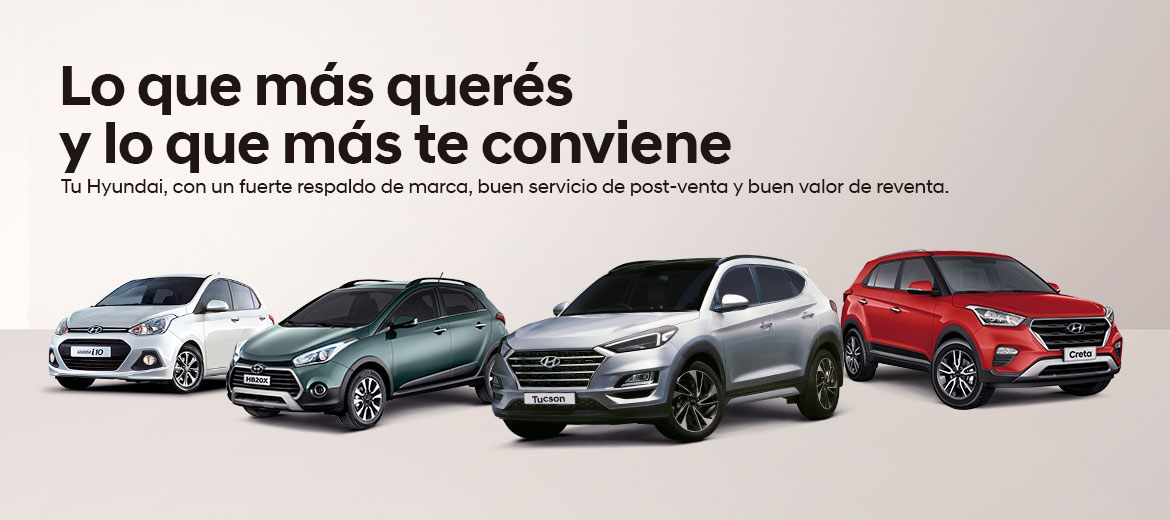 Lo que más querés
y lo que más te conviene
Tu Hyundai, con un fuerte respaldo de marca, buen servicio de post-venta y buen valor de reventa.
i10
HB20X
Tucson
Creta